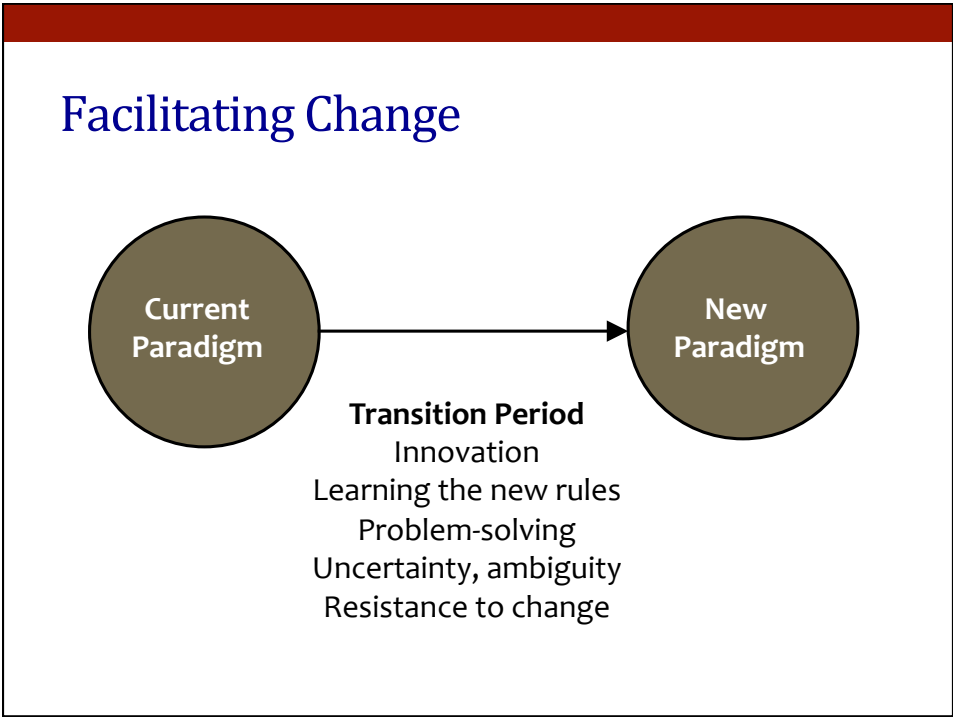 Facilitating Change
Current
Paradigm
New
Paradigm
Transition Period
Innovation
Learning the new rules
Problem-solving
Uncertainty, ambiguity
Resistance to change